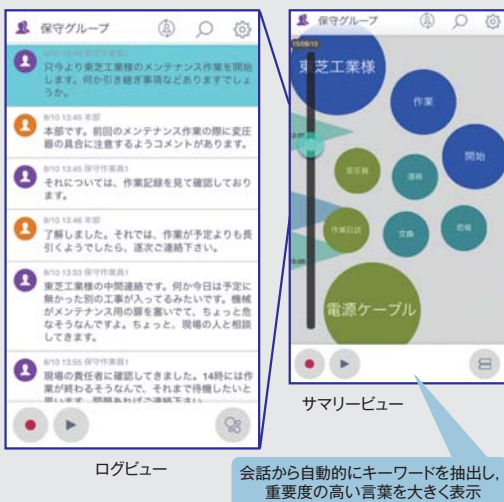 保守グループ
8/10 13:45 保守作業員1
只今より東芝工業様のメンテナンス作業を開始
します。何か引き継ぎ事項などありますでしょ
うか。
8/10 13:45 本部
本部です。前回のメンテナンス作業の際に変圧
器の具合に注意するようコメントがあります。
8/10 13:45 保守作業員1
それについては、作業記録を見て確認しており
ます。
8/10 13:46 本部
了解しました。それでは、作業が予定よりも長
引くようでしたら、逐次ご連絡下さい。
8/10 13:53 保守作業員1
東芝工業様の中間連絡です。何か今日は予定に
無かった別の工事が入ってるみたいです。機械
がメンテナンス用の扉を塞いでて、ちょっと危
なそうなんですよ。ちょっと、現場の人と相談
してきます。
8/10 13:55 保守作業員1
現場の責任者に確認してきました。14時には作
業が終わるそうなんで、それまで待機したいと
思います。問題あればご連絡下さい
ログビュー
保守グループ
15/08/10
東芝工業様
作業
開始
変圧器
連絡
作業日誌
交換
電源ケーブル
サマリービュー
会話から自動的にキーワードを抽出し,
重要度の高い言葉を大きく表示